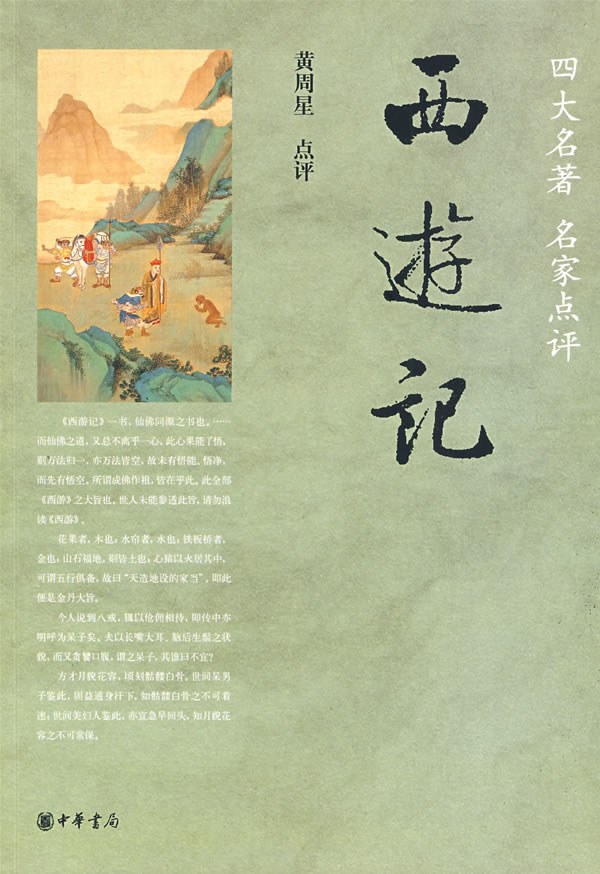 四大名著 名家点评
西遊记
黄周星 点评
《西游记》一书，仙佛同源之书也。……
而仙佛之道，又总不离乎一心，此心果能了悟，
则万法归一，亦万法皆空，故未有悟能、悟净，
而先有悟空。所谓成佛作祖，皆在乎此。此全部
《西游》之大旨也。世人未能参透此旨，请勿浪
读《西游》。
花果者，木也；水帘者，水也；铁板桥者，
金也；山石福地，则皆土也；心猿以火居其中，
可谓五行俱备，故曰“天造地设的家当”，即此
便是金丹大旨。
个人说到八戒，辄以伧佣相待，即传中亦
明呼为呆子矣。夫以长嘴大耳、脑后生鬃之状
貌，而又贪饕口腹，谓之呆子，其谁曰不宜？
方才月貌花容，顷刻骷髅白骨。世间呆男
子鉴此，固益通身汗下，知骷髅白骨之不可着
迷；世间美妇人鉴此，亦宜急早回头，知月貌花
容之不可常保。
中華書局